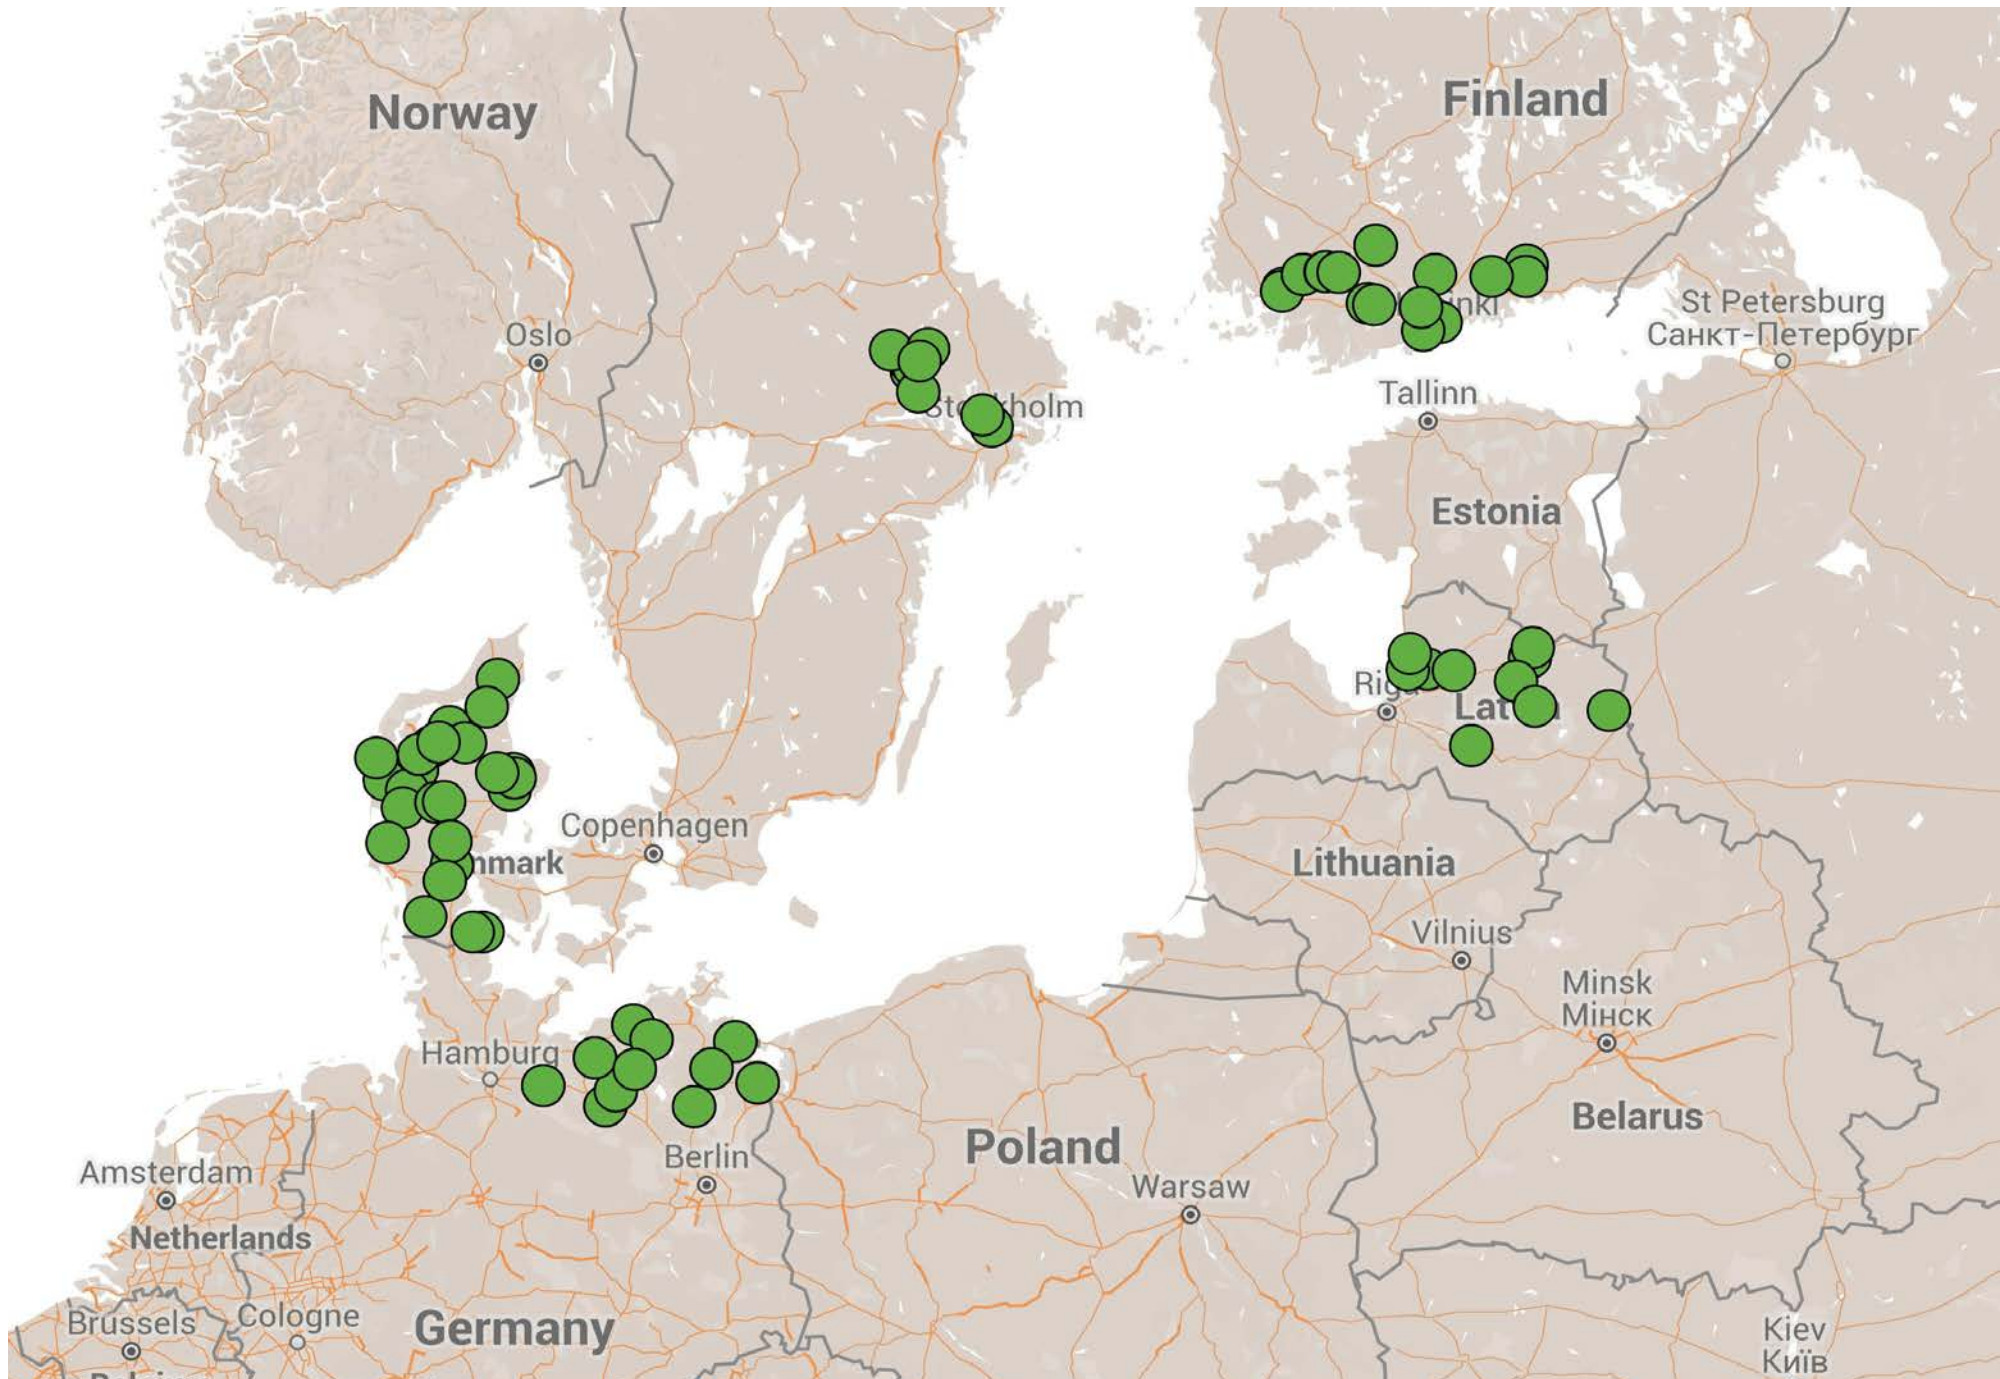 Norway
Finland
Oslo
St Petersburg
Санкт-Петербург
Tallinn
Estonia
Copenhagen
Lithuania
Vilnius
Minsk
Мінск
Hamburg
Belarus
Berlin
Poland
Amsterdam
Warsaw
Netherlands
Brussels
Cologne
Germany
Kiev
Київ